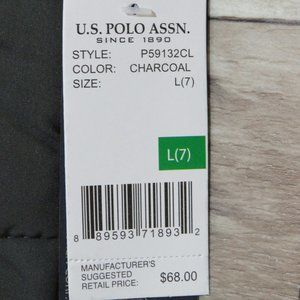 U.S. POLO ASSN.
SINCE 1890
STYLE: P59132CL
COLOR: CHARCOAL
SIZE: L(7)
L(7)
8 89593 71893 2
MANUFACTURER'S
SUGGESTED
RETAIL PRICE: $68.00